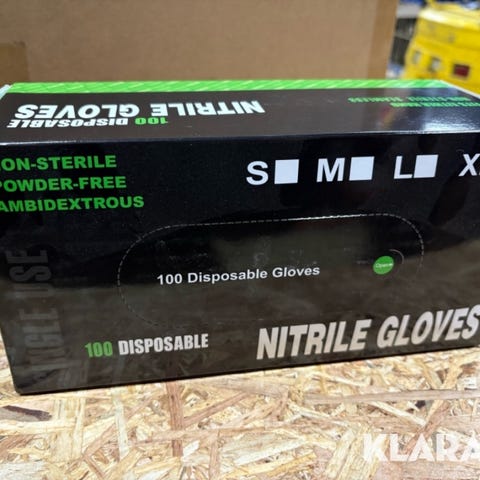 100 DISPOSABLE
NITRILE GLOVES
NON-STERILE
POWDER-FREE
AMBIDEXTROUS
S M L X
100 Disposable Gloves
Open
SINGLE USE
100 DISPOSABLE
NITRILE GLOVES
KLARA